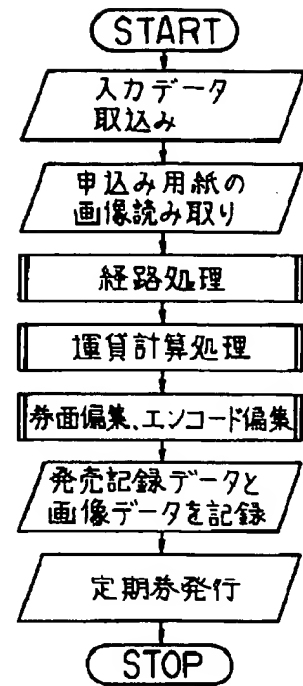 START
入力データ
取込み
申込み用紙の
画像読み取り
経路処理
運賃計算処理
券面編集、エンコード編集
発売記録データと
画像データを記録
定期券発行
STOP